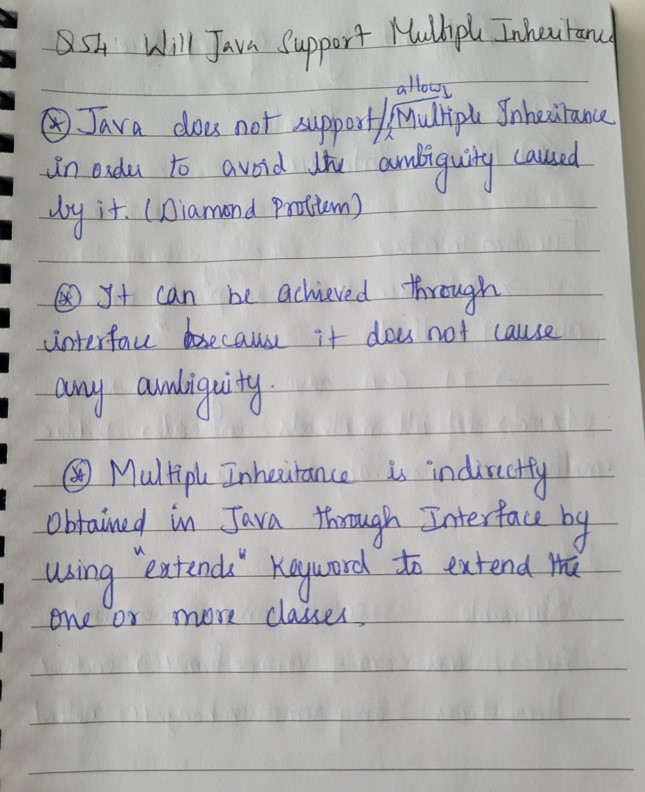 Q54. Will Java Support Multiple Inheritance
allows
* Java does not support/Multiple Inheritance
in order to avoid the ambiguity caused
by it. (Diamond Problem)
* It can be achieved through
interface because it does not cause
any ambiguity.
* Multiple Inheritance is indirectly
obtained in Java through Interface by
using "extends" keyword to extend the
one or more classes.